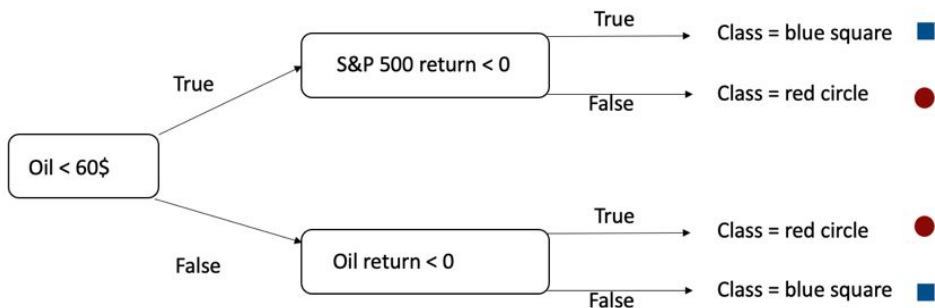 True
Class = blue square
S&P 500 return < 0
True
False
Class = red circle
Oil < 60$
True
Class = red circle
False
Oil return < 0
False
Class = blue square